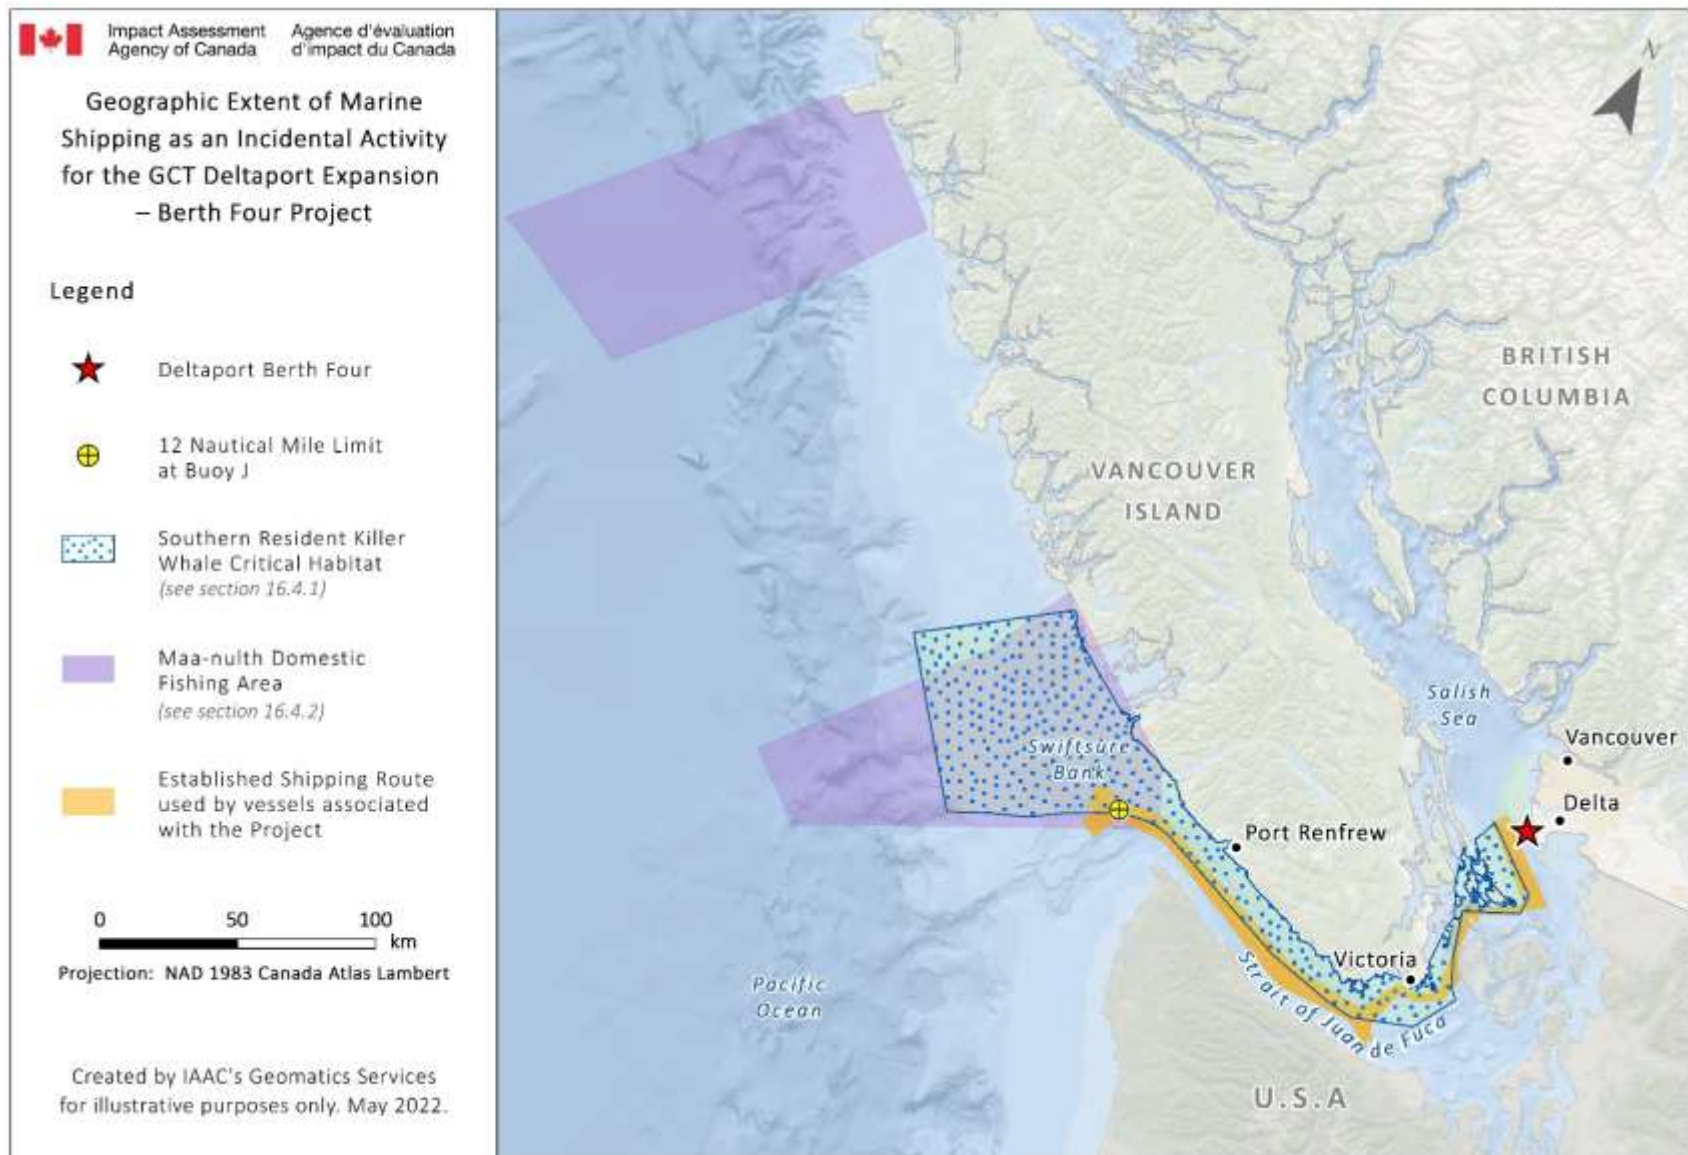 Impact Assessment
Agency of Canada
Agence d'évaluation
d'impact du Canada
Geographic Extent of Marine
Shipping as an Incidental Activity
for the GCT Deltaport Expansion
– Berth Four Project
Legend
Deltaport Berth Four
12 Nautical Mile Limit
at Buoy J
Southern Resident Killer
Whale Critical Habitat
(see section 16.4.1)
Maa-nulth Domestic
Fishing Area
(see section 16.4.2)
Established Shipping Route
used by vessels associated
with the Project
0 50 100
km
Projection: NAD 1983 Canada Atlas Lambert
Created by IAAC's Geomatics Services
for illustrative purposes only. May 2022.
N
BRITISH
COLUMBIA
VANCOUVER
ISLAND
Salish
Sea
Vancouver
Swiftsure
Bank
Delta
Port Renfrew
Victoria
Strait of Juan de Fuca
Pacific
Ocean
U.S.A